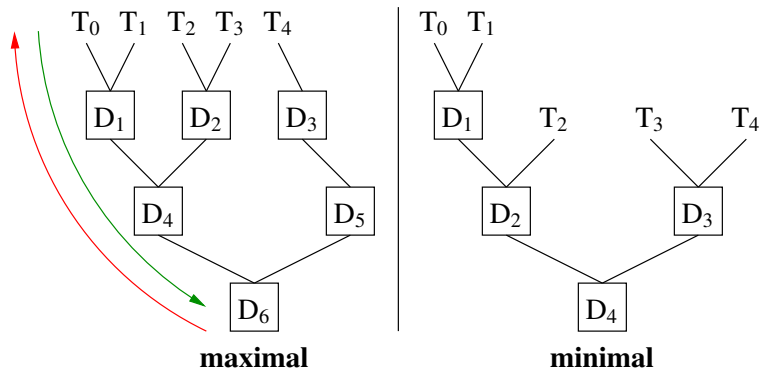 T0 T1 T2 T3 T4
D1 D2 D3
D4 D5
D6
maximal
T0 T1
D1 T2 T3 T4
D2 D3
D4
minimal